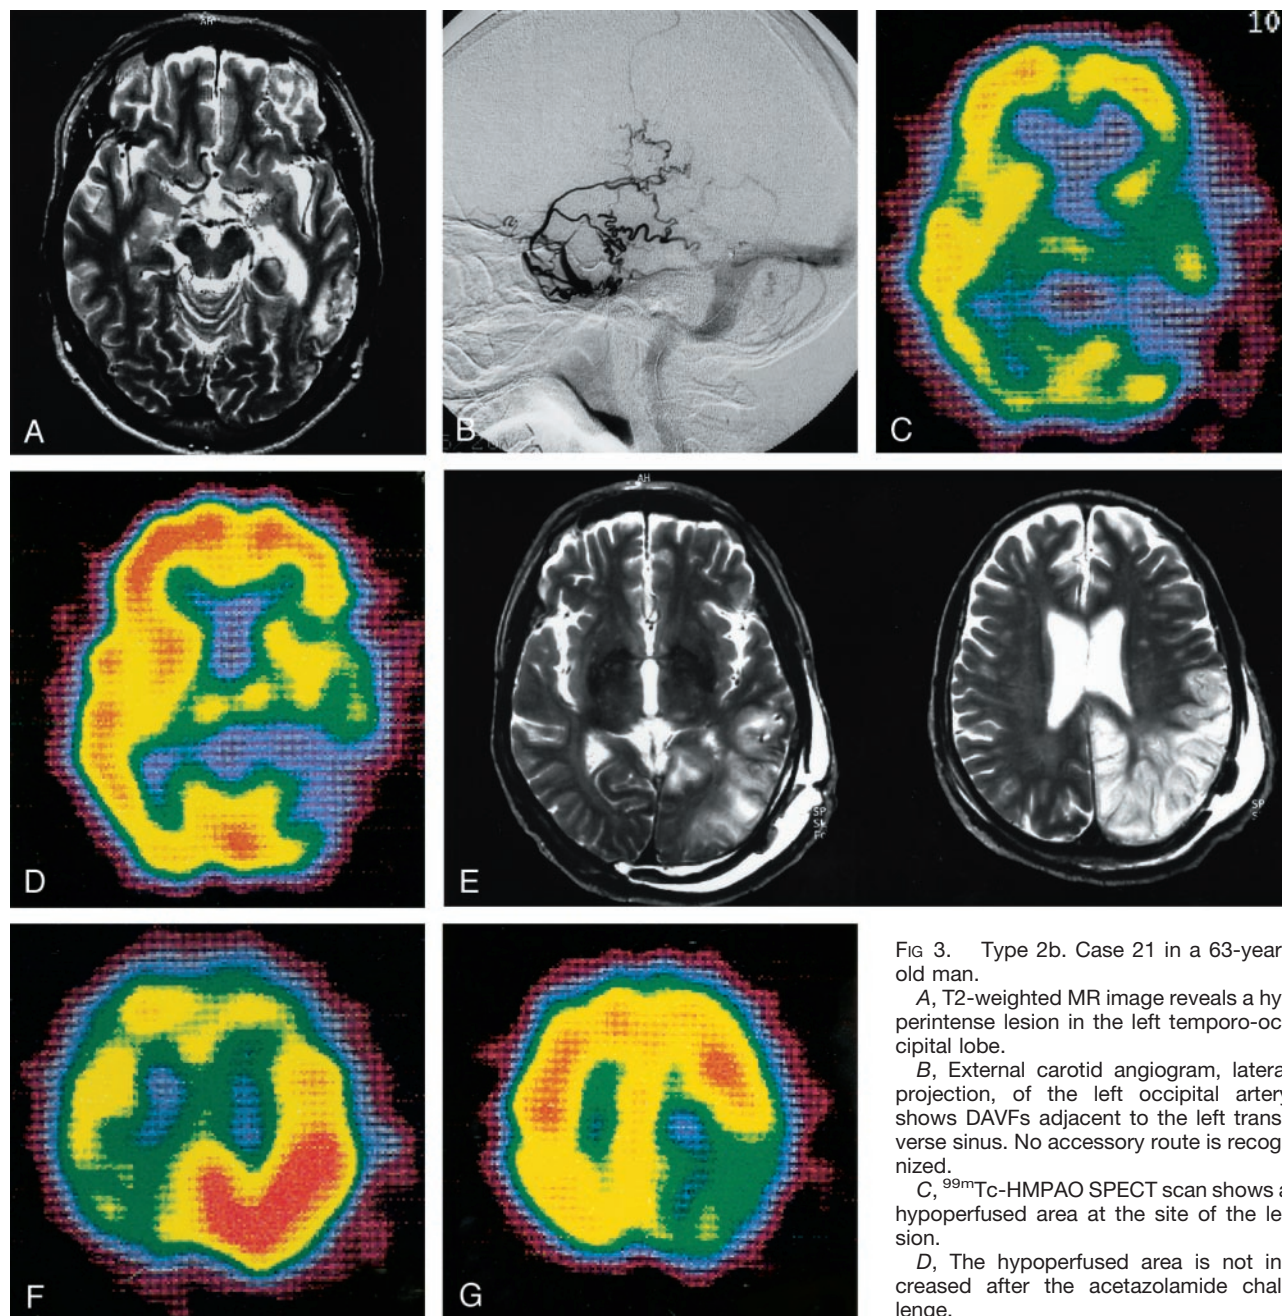 AH
10
A
B
C
AH
SP
SP
D
E
F
G
FIG 3. Type 2b. Case 21 in a 63-year-
old man.
A, T2-weighted MR image reveals a hy-
perintense lesion in the left temporo-oc-
cipital lobe.
B, External carotid angiogram, lateral
projection, of the left occipital artery
shows DAVFs adjacent to the left trans-
verse sinus. No accessory route is recog-
nized.
C, ⁹⁹ᵐTc-HMPAO SPECT scan shows a
hypoperfused area at the site of the le-
sion.
D, The hypoperfused area is not in-
creased after the acetazolamide chal-
lenge.